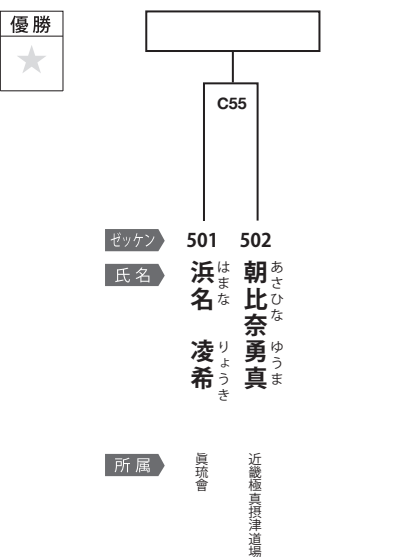 優勝
C55
ゼッケン
501
502
氏名
浜名 凌希
はまな りょうき
朝比奈勇真
あさひな ゆうま
所属
眞琉會
近畿極真摂津道場